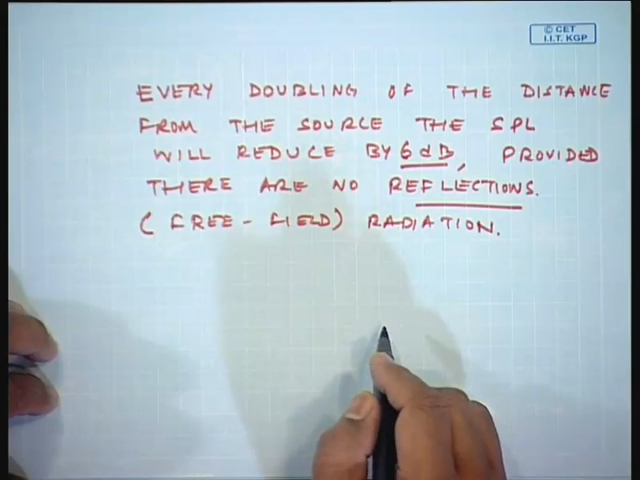 © CET
I.I.T. KGP
EVERY DOUBLING OF THE DISTANCE
FROM THE SOURCE THE SPL
WILL REDUCE BY 6 dB, PROVIDED
THERE ARE NO REFLECTIONS.
(FREE - FIELD) RADIATION.